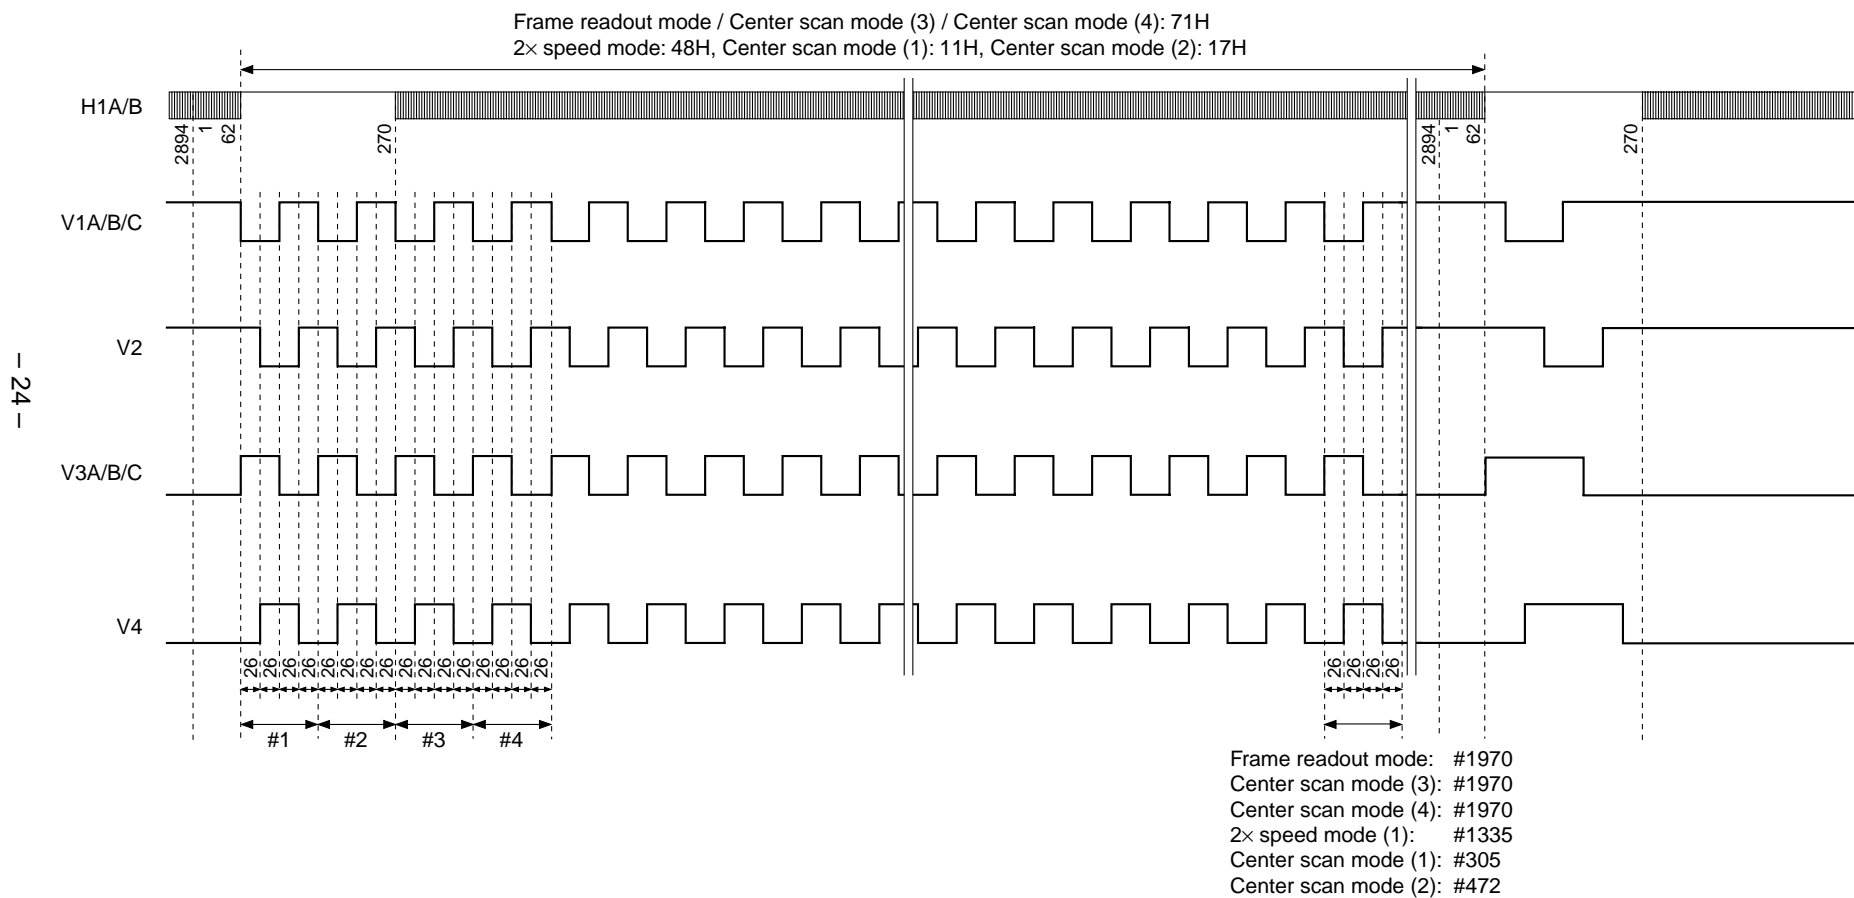 Frame readout mode / Center scan mode (3) / Center scan mode (4): 71H
2× speed mode: 48H, Center scan mode (1): 11H, Center scan mode (2): 17H
H1A/B
2894 1 62 270 2894 1 62 270
V1A/B/C
V2
– 24 –
V3A/B/C
V4
26 26 26 26 26 26 26 26 26 26 26 26 26 26 26 26 26 26 26 26
#1 #2 #3 #4
Frame readout mode: #1970
Center scan mode (3): #1970
Center scan mode (4): #1970
2× speed mode (1): #1335
Center scan mode (1): #305
Center scan mode (2): #472